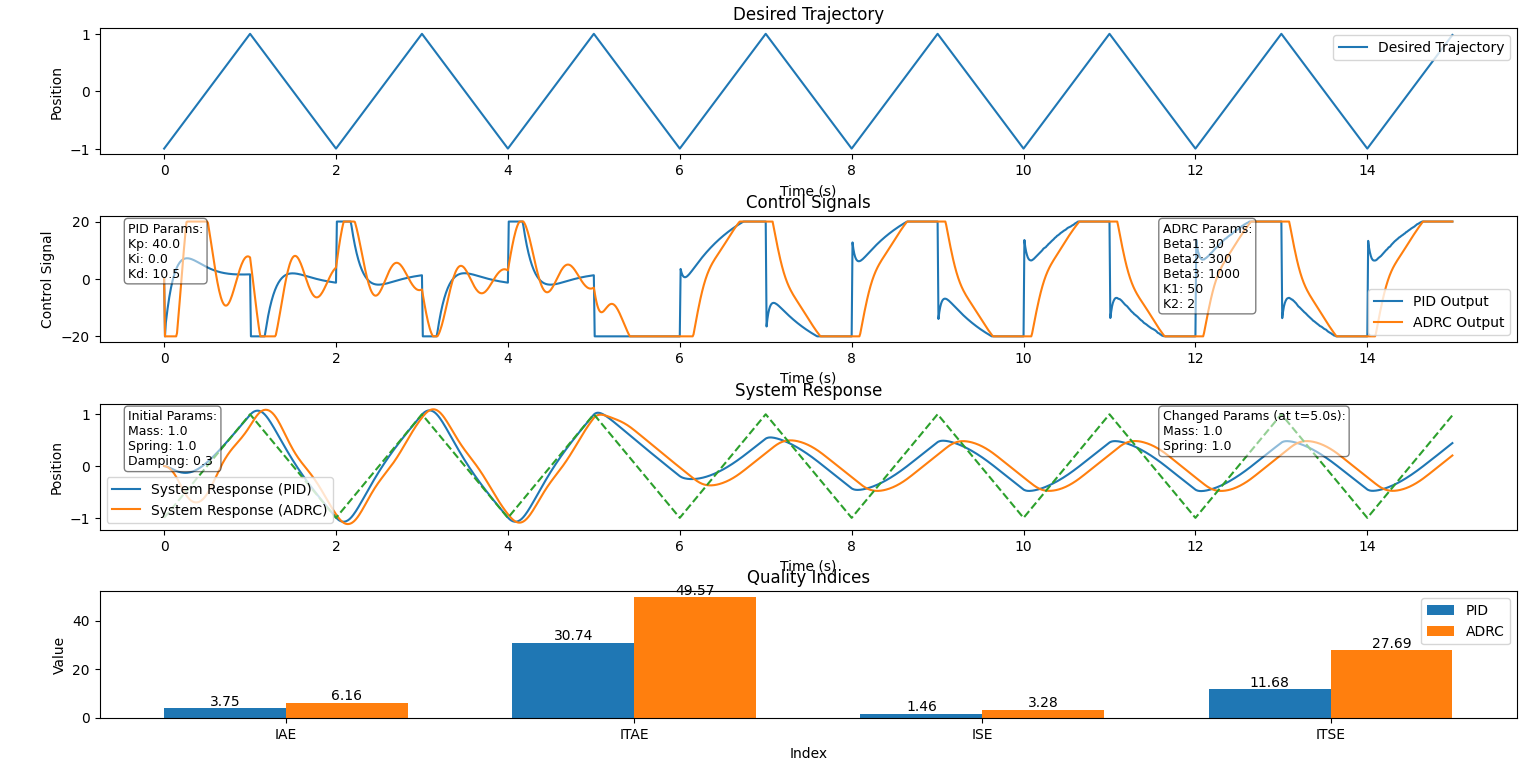 Desired Trajectory
Position
1
0
−1
Desired Trajectory
0 2 4 6 8 10 12 14
Time (s)
Control Signals
Control Signal
20
0
−20
PID Params:
Kp: 40.0
Ki: 0.0
Kd: 10.5
ADRC Params:
Beta1: 30
Beta2: 300
Beta3: 1000
K1: 50
K2: 2
PID Output
ADRC Output
0 2 4 6 8 10 12 14
Time (s)
System Response
Position
1
0
−1
Initial Params:
Mass: 1.0
Spring: 1.0
Damping: 0.3
System Response (PID)
System Response (ADRC)
Changed Params (at t=5.0s):
Mass: 1.0
Spring: 1.0
0 2 4 6 8 10 12 14
Time (s)
Quality Indices
Value
40
20
0
3.75
6.16
30.74
49.57
1.46
3.28
11.68
27.69
PID
ADRC
IAE ITAE ISE ITSE
Index